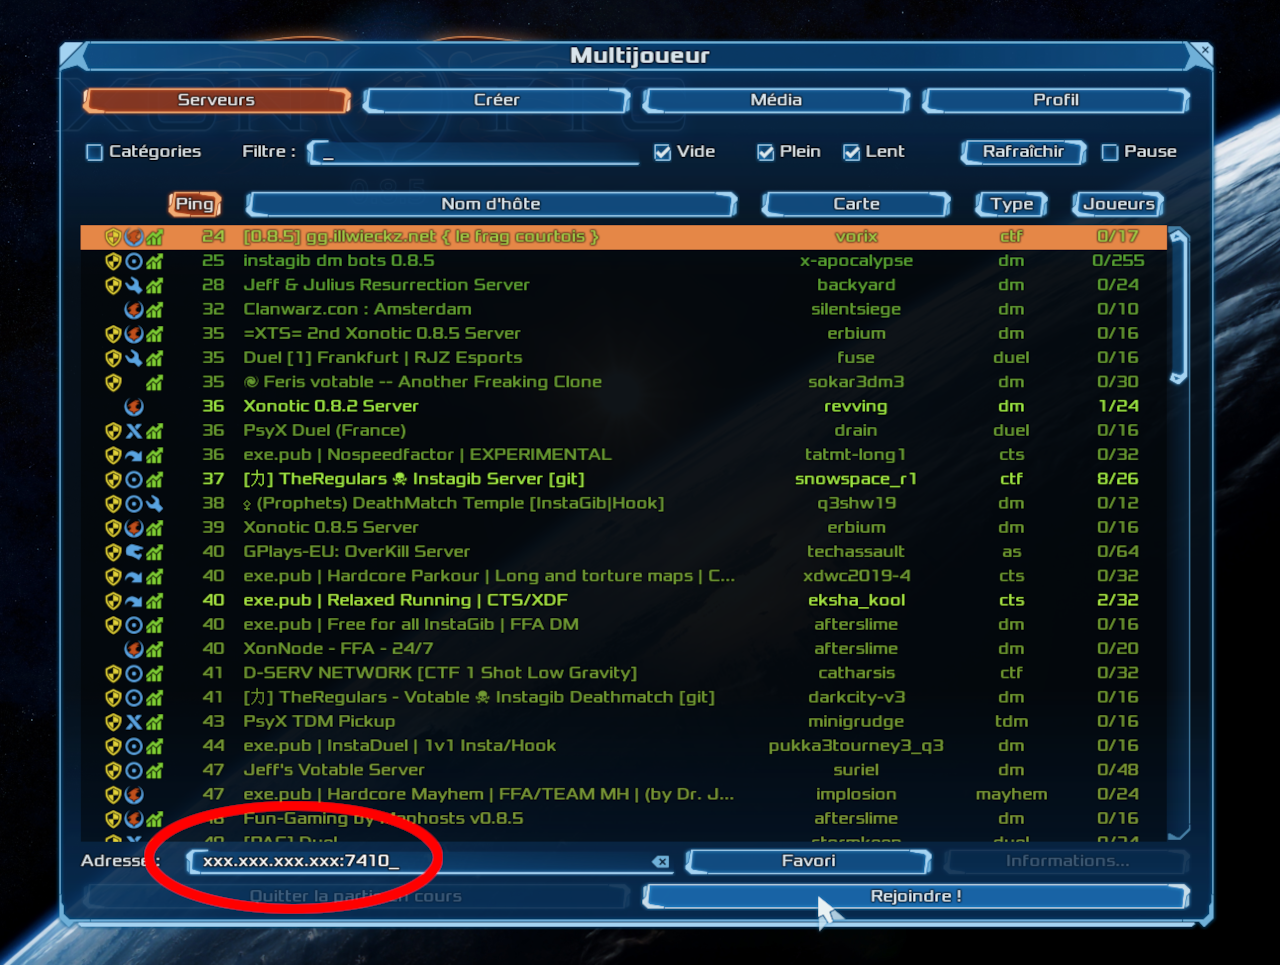 Multijoueur
Serveurs Créer Média Profil
Catégories Filtre : _ Vide Plein Lent Rafraîchir Pause
Ping Nom d'hôte Carte Type Joueurs
24 [0.8.5] gg.illwieckz.net { le frag courtois } vorix ctf 0/17
25 instagib dm bots 0.8.5 x-apocalypse dm 0/255
28 Jeff & Julius Resurrection Server backyard dm 0/24
32 Clanwarz.con : Amsterdam silentsiege dm 0/10
35 =XTS= 2nd Xonotic 0.8.5 Server erbium dm 0/16
35 Duel [1] Frankfurt | RJZ Esports fuse duel 0/16
35 Feris votable -- Another Freaking Clone sokar3dm3 dm 0/30
36 Xonotic 0.8.2 Server revving dm 1/24
36 PsyX Duel (France) drain duel 0/16
36 exe.pub | Nospeedfactor | EXPERIMENTAL tatmt-long1 cts 0/32
37 [力] TheRegulars ☠ Instagib Server [git] snowspace_r1 ctf 8/26
38 (Prophets) DeathMatch Temple [InstaGib|Hook] q3shw19 dm 0/12
39 Xonotic 0.8.5 Server erbium dm 0/16
40 GPlays-EU: OverKill Server techassault as 0/64
40 exe.pub | Hardcore Parkour | Long and torture maps | C... xdwc2019-4 cts 0/32
40 exe.pub | Relaxed Running | CTS/XDF eksha_kool cts 2/32
40 exe.pub | Free for all InstaGib | FFA DM afterslime dm 0/16
40 XonNode - FFA - 24/7 afterslime dm 0/20
41 D-SERV NETWORK [CTF 1 Shot Low Gravity] catharsis ctf 0/32
41 [力] TheRegulars - Votable ☠ Instagib Deathmatch [git] darkcity-v3 dm 0/16
43 PsyX TDM Pickup minigrudge tdm 0/16
44 exe.pub | InstaDuel | 1v1 Insta/Hook pukka3tourney3_q3 dm 0/16
47 Jeff's Votable Server suriel dm 0/48
47 exe.pub | Hardcore Mayhem | FFA/TEAM MH | (by Dr. J... implosion mayhem 0/24
48 Fun-Gaming by v0.8.5 afterslime dm 0/16
Adresse : xxx.xxx.xxx.xxx:7410_ Favori Informations...
Quitter la partie en cours Rejoindre !